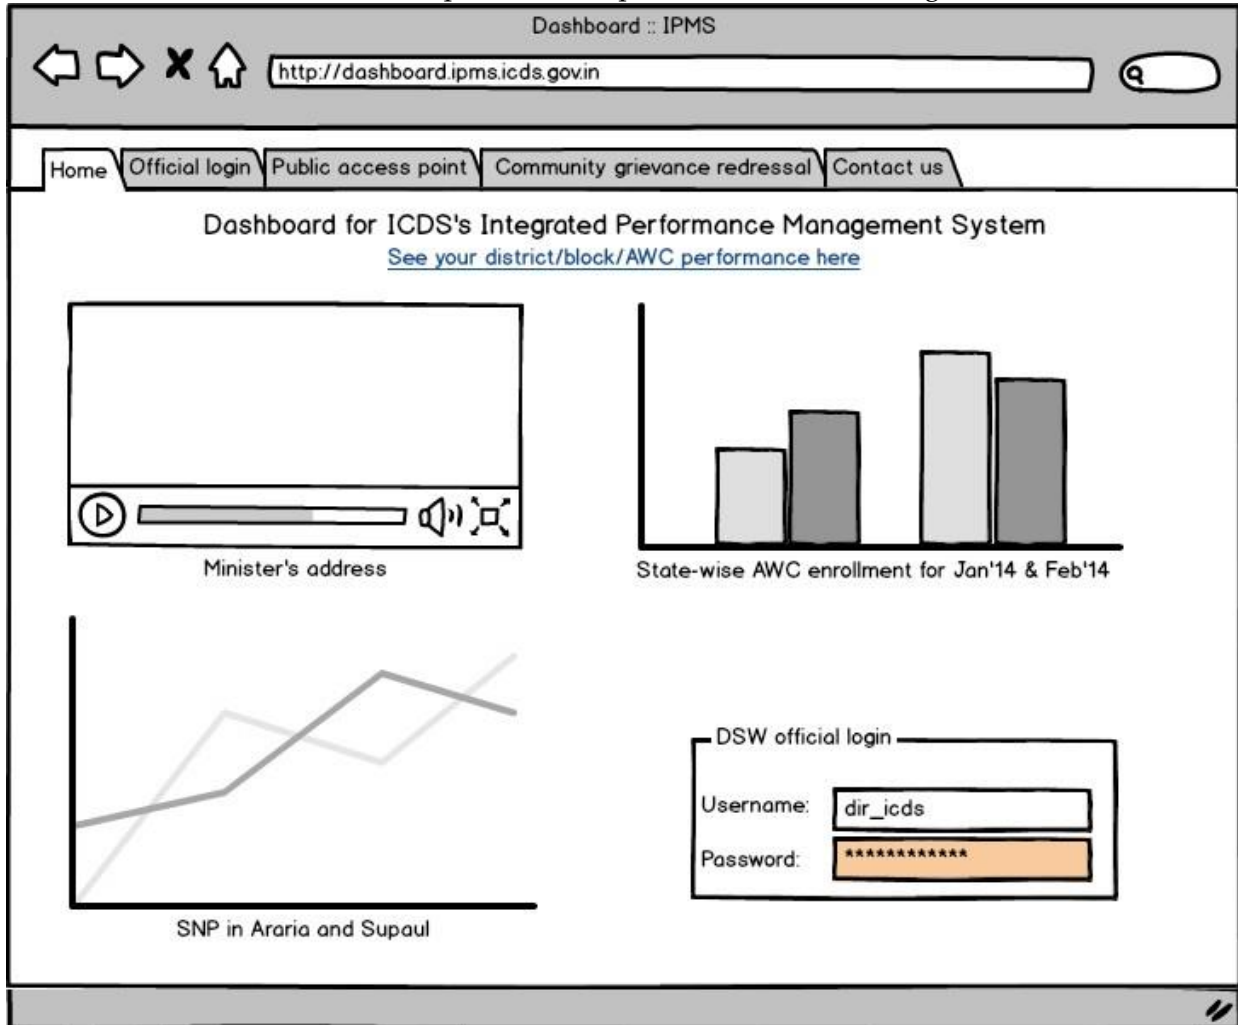 Dashboard :: IPMS
http://dashboard.ipms.icds.gov.in
Home Official login Public access point Community grievance redressal Contact us
Dashboard for ICDS's Integrated Performance Management System
See your district/block/AWC performance here
Minister's address
State-wise AWC enrollment for Jan'14 & Feb'14
SNP in Araria and Supaul
DSW official login
Username: dir_icds
Password: ************